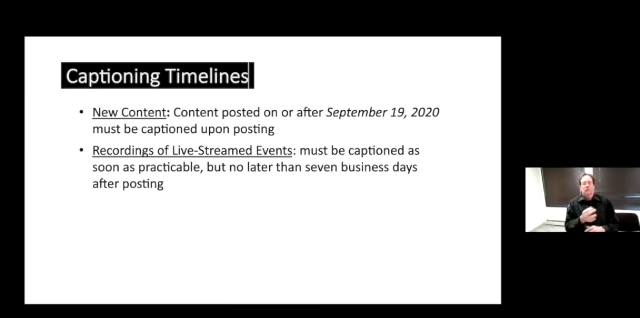 Captioning Timelines
• New Content: Content posted on or after September 19, 2020
must be captioned upon posting
• Recordings of Live-Streamed Events: must be captioned as
soon as practicable, but no later than seven business days
after posting